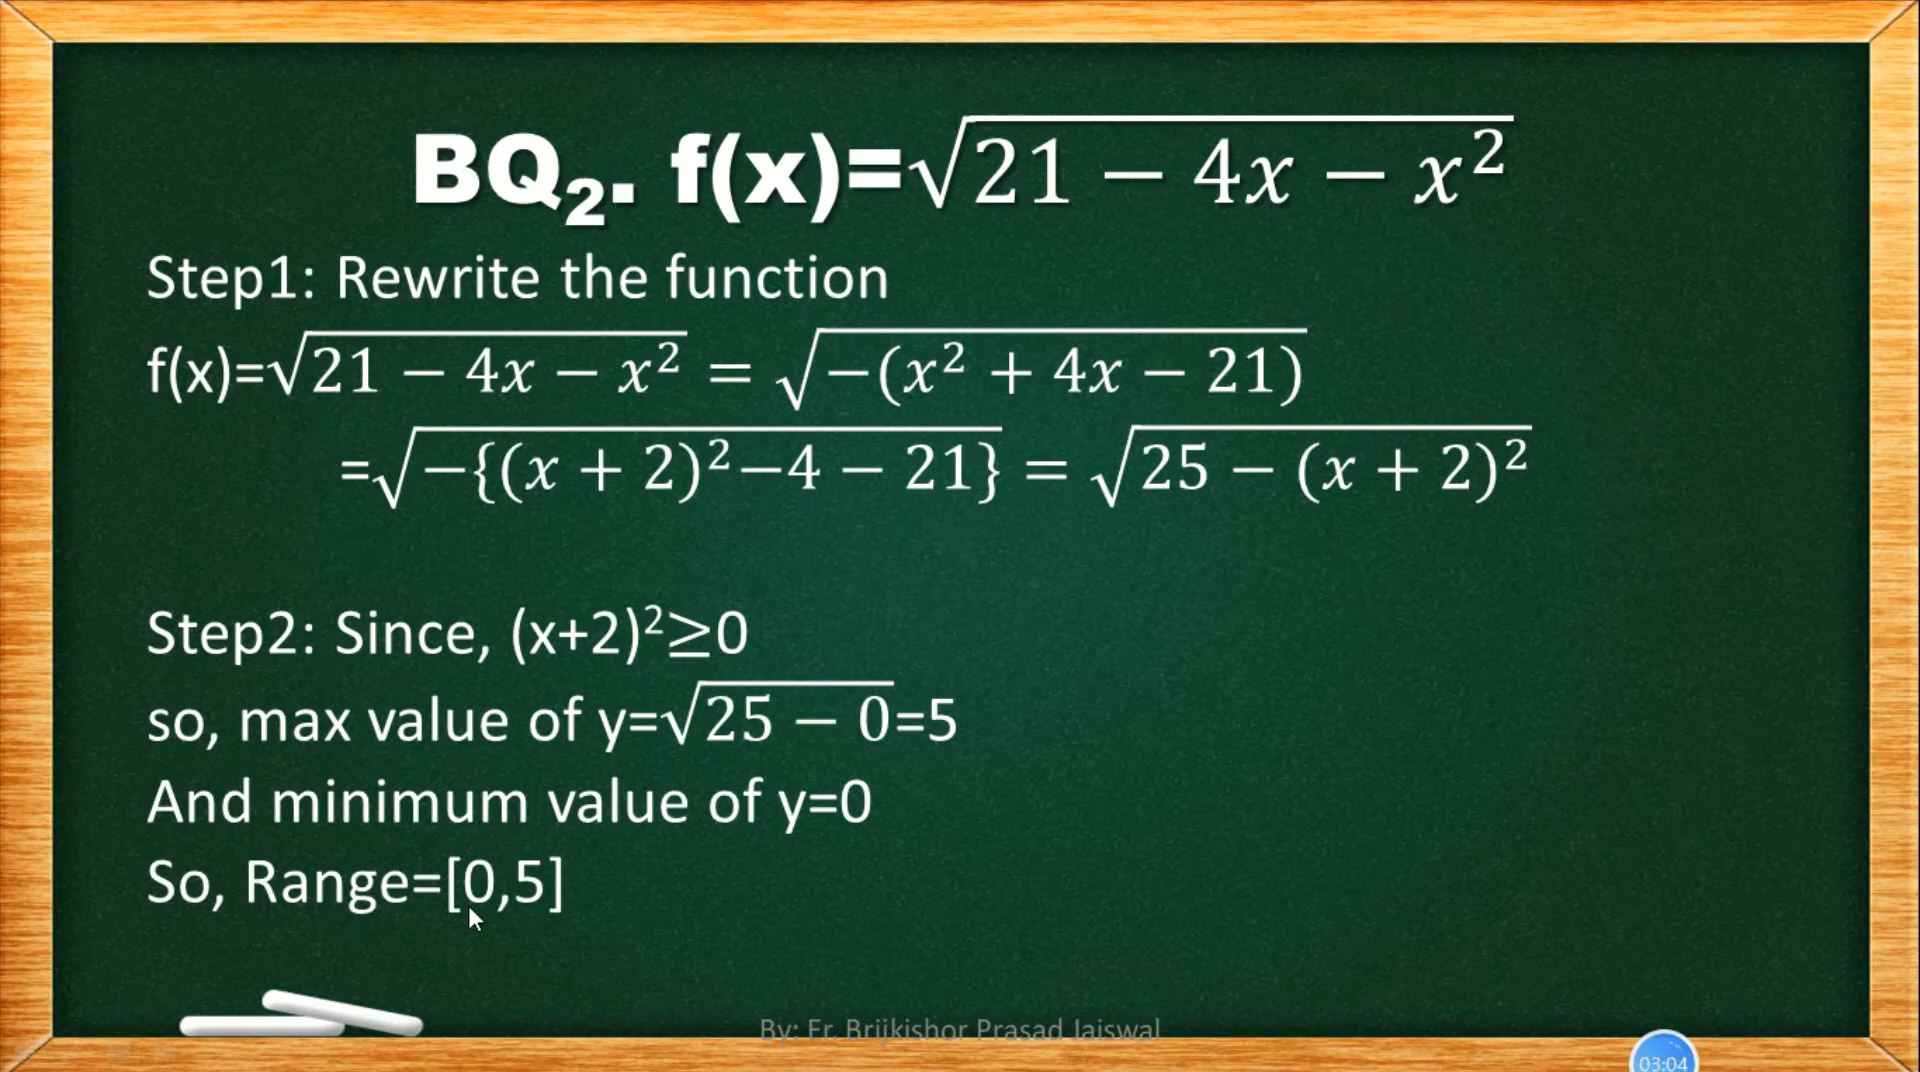 BQ₂. f(x)=√(21 − 4x − x²)
Step1: Rewrite the function
f(x)=√(21 − 4x − x²) = √(−(x² + 4x − 21))
=√(−{(x + 2)²−4 − 21}) = √(25 − (x + 2)²)
Step2: Since, (x+2)²≥0
so, max value of y=√(25 − 0)=5
And minimum value of y=0
So, Range=[0,5]
By: Er. Brijkishor Prasad Jaiswal
03:04